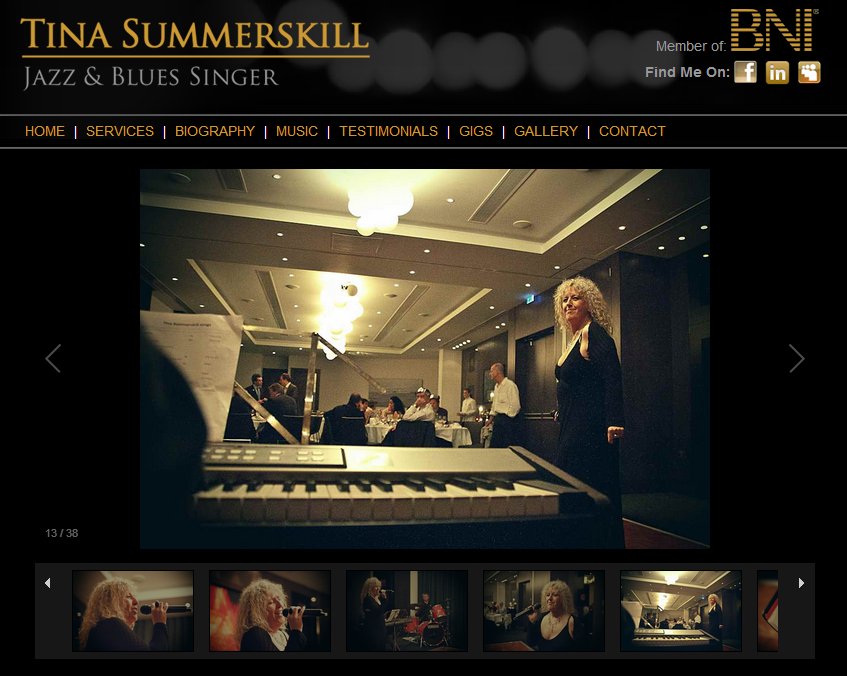 TINA SUMMERSKILL
JAZZ & BLUES SINGER
Member of: BNI®
Find Me On: f in
HOME | SERVICES | BIOGRAPHY | MUSIC | TESTIMONIALS | GIGS | GALLERY | CONTACT
13 / 38